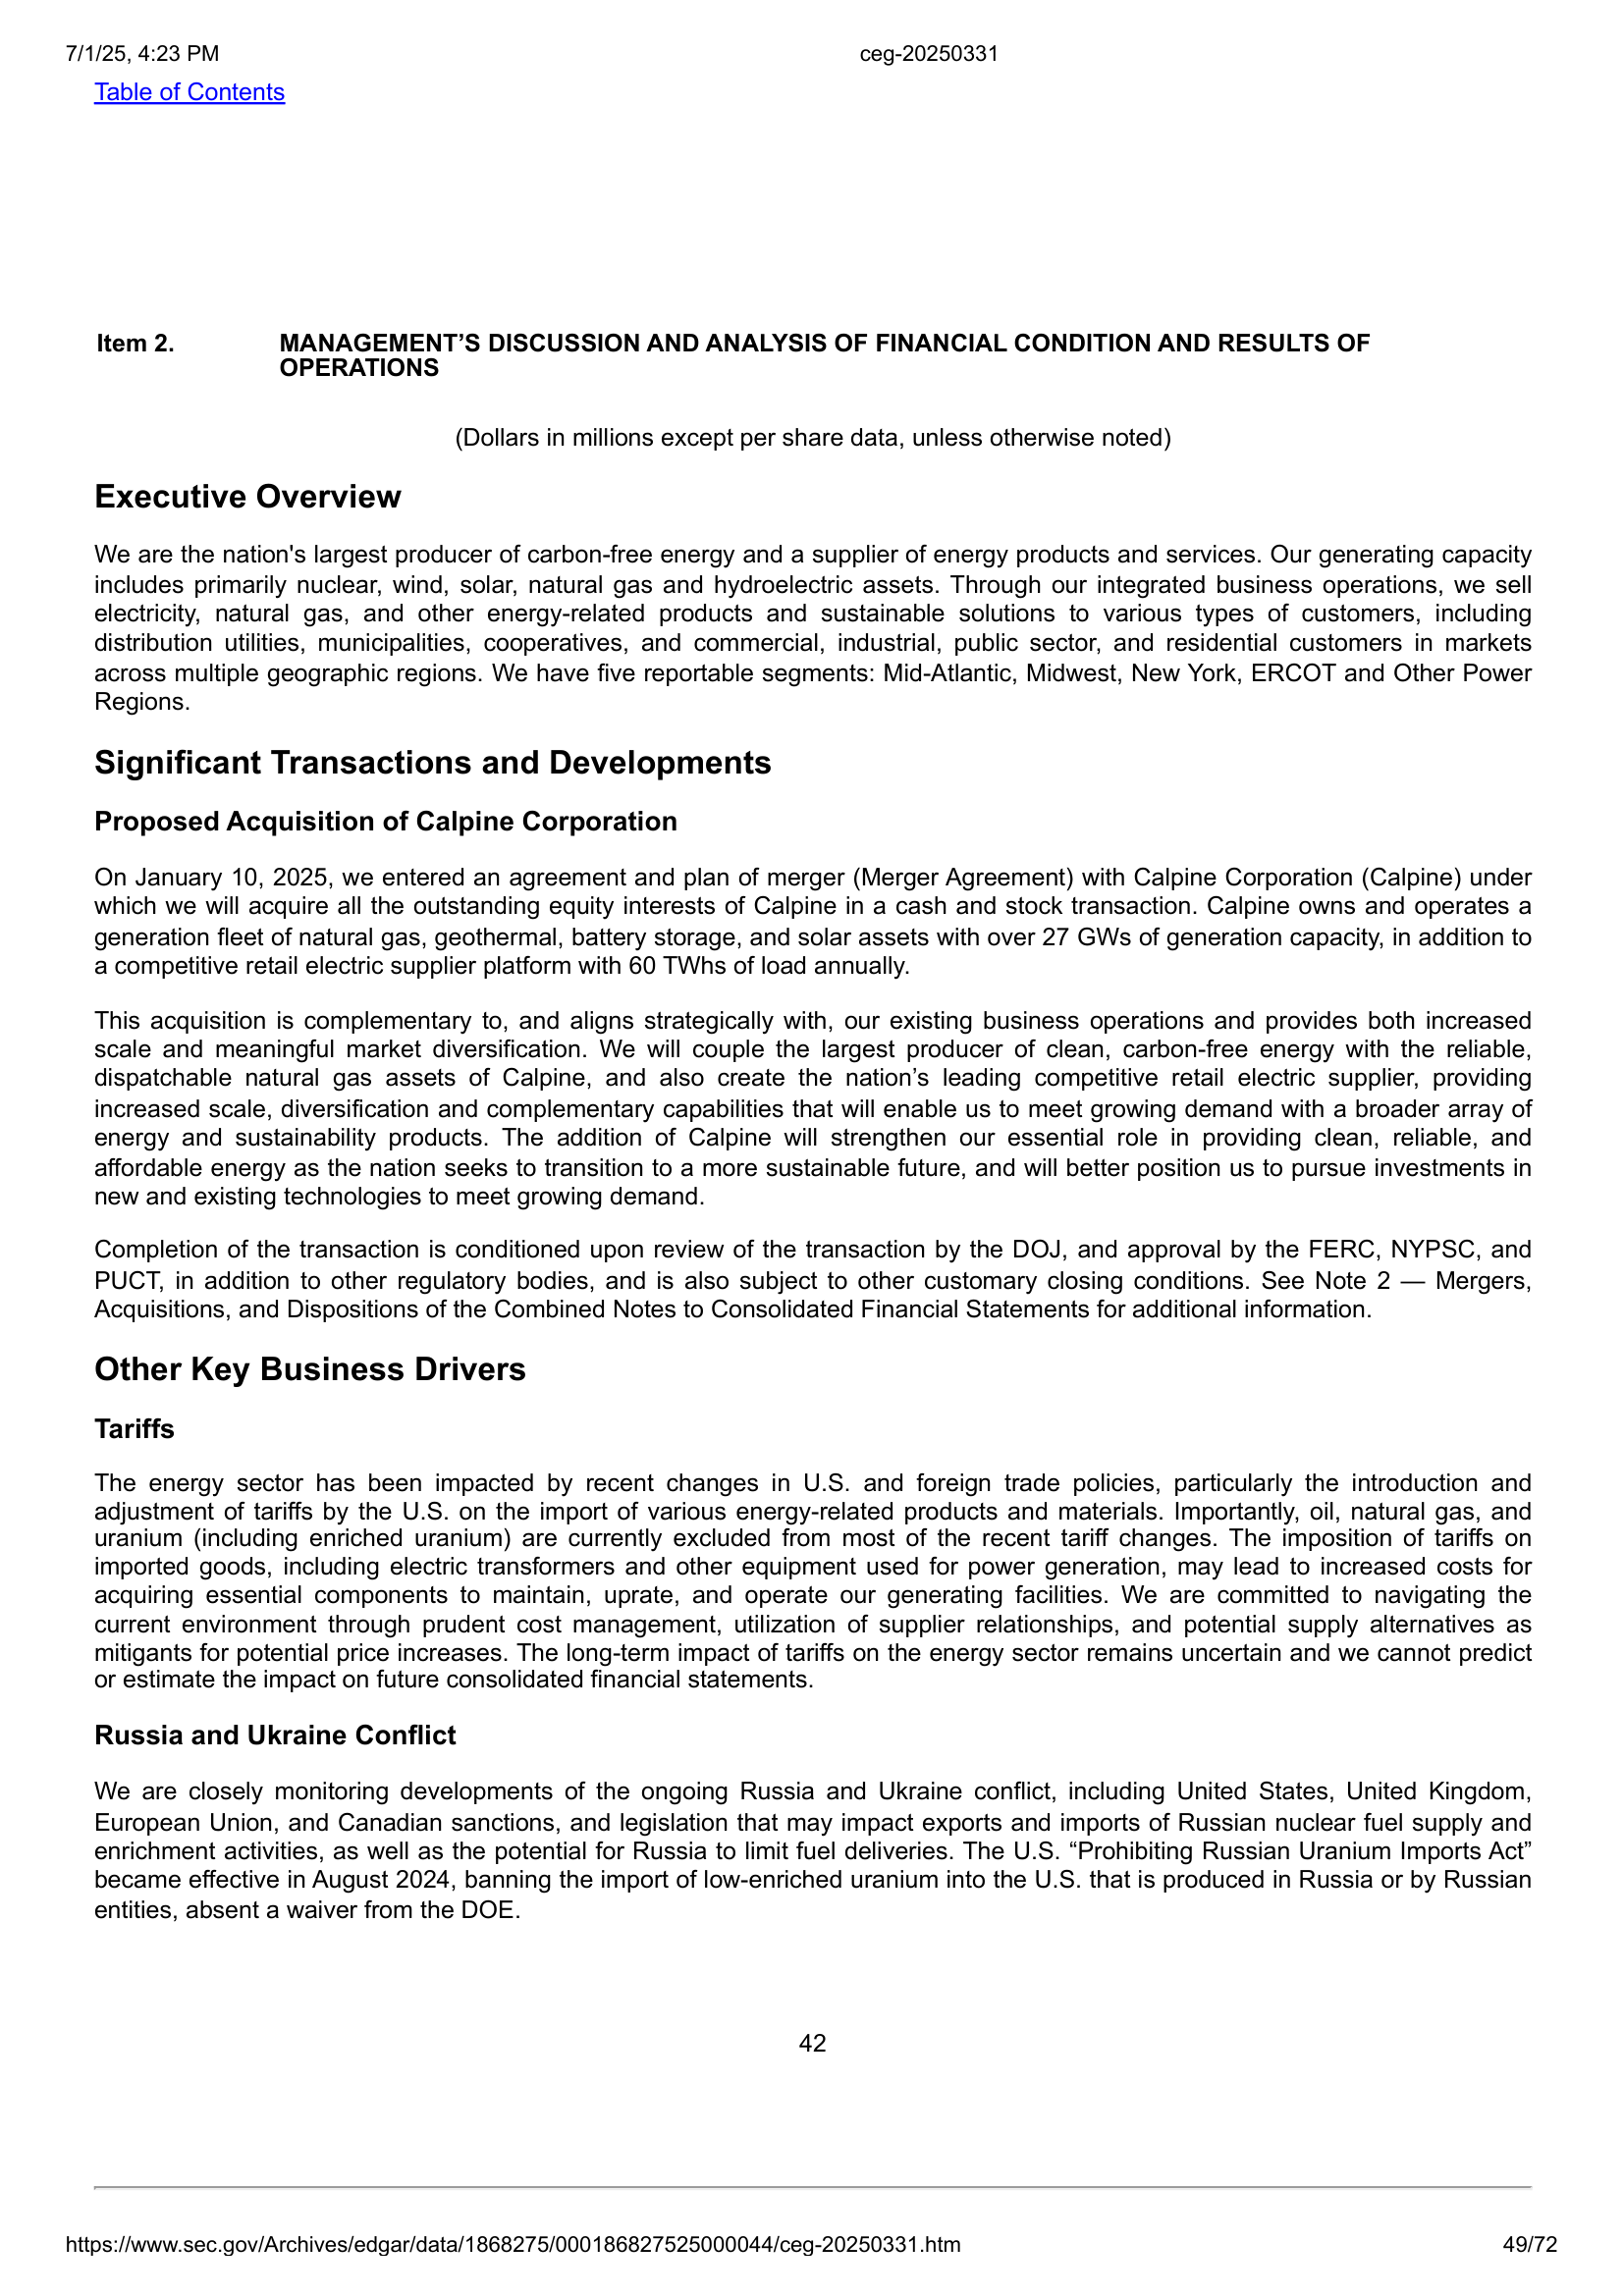 7/1/25, 4:23 PM
ceg-20250331
Table of Contents
Item 2.
MANAGEMENT’S DISCUSSION AND ANALYSIS OF FINANCIAL CONDITION AND RESULTS OF
OPERATIONS
(Dollars in millions except per share data, unless otherwise noted)
Executive Overview
We are the nation's largest producer of carbon-free energy and a supplier of energy products and services. Our generating capacity
includes primarily nuclear, wind, solar, natural gas and hydroelectric assets. Through our integrated business operations, we sell
electricity, natural gas, and other energy-related products and sustainable solutions to various types of customers, including
distribution utilities, municipalities, cooperatives, and commercial, industrial, public sector, and residential customers in markets
across multiple geographic regions. We have five reportable segments: Mid-Atlantic, Midwest, New York, ERCOT and Other Power
Regions.
Significant Transactions and Developments
Proposed Acquisition of Calpine Corporation
On January 10, 2025, we entered an agreement and plan of merger (Merger Agreement) with Calpine Corporation (Calpine) under
which we will acquire all the outstanding equity interests of Calpine in a cash and stock transaction. Calpine owns and operates a
generation fleet of natural gas, geothermal, battery storage, and solar assets with over 27 GWs of generation capacity, in addition to
a competitive retail electric supplier platform with 60 TWhs of load annually.
This acquisition is complementary to, and aligns strategically with, our existing business operations and provides both increased
scale and meaningful market diversification. We will couple the largest producer of clean, carbon-free energy with the reliable,
dispatchable natural gas assets of Calpine, and also create the nation’s leading competitive retail electric supplier, providing
increased scale, diversification and complementary capabilities that will enable us to meet growing demand with a broader array of
energy and sustainability products. The addition of Calpine will strengthen our essential role in providing clean, reliable, and
affordable energy as the nation seeks to transition to a more sustainable future, and will better position us to pursue investments in
new and existing technologies to meet growing demand.
Completion of the transaction is conditioned upon review of the transaction by the DOJ, and approval by the FERC, NYPSC, and
PUCT, in addition to other regulatory bodies, and is also subject to other customary closing conditions. See Note 2 — Mergers,
Acquisitions, and Dispositions of the Combined Notes to Consolidated Financial Statements for additional information.
Other Key Business Drivers
Tariffs
The energy sector has been impacted by recent changes in U.S. and foreign trade policies, particularly the introduction and
adjustment of tariffs by the U.S. on the import of various energy-related products and materials. Importantly, oil, natural gas, and
uranium (including enriched uranium) are currently excluded from most of the recent tariff changes. The imposition of tariffs on
imported goods, including electric transformers and other equipment used for power generation, may lead to increased costs for
acquiring essential components to maintain, uprate, and operate our generating facilities. We are committed to navigating the
current environment through prudent cost management, utilization of supplier relationships, and potential supply alternatives as
mitigants for potential price increases. The long-term impact of tariffs on the energy sector remains uncertain and we cannot predict
or estimate the impact on future consolidated financial statements.
Russia and Ukraine Conflict
We are closely monitoring developments of the ongoing Russia and Ukraine conflict, including United States, United Kingdom,
European Union, and Canadian sanctions, and legislation that may impact exports and imports of Russian nuclear fuel supply and
enrichment activities, as well as the potential for Russia to limit fuel deliveries. The U.S. “Prohibiting Russian Uranium Imports Act”
became effective in August 2024, banning the import of low-enriched uranium into the U.S. that is produced in Russia or by Russian
entities, absent a waiver from the DOE.
42
https://www.sec.gov/Archives/edgar/data/1868275/000186827525000044/ceg-20250331.htm
49/72